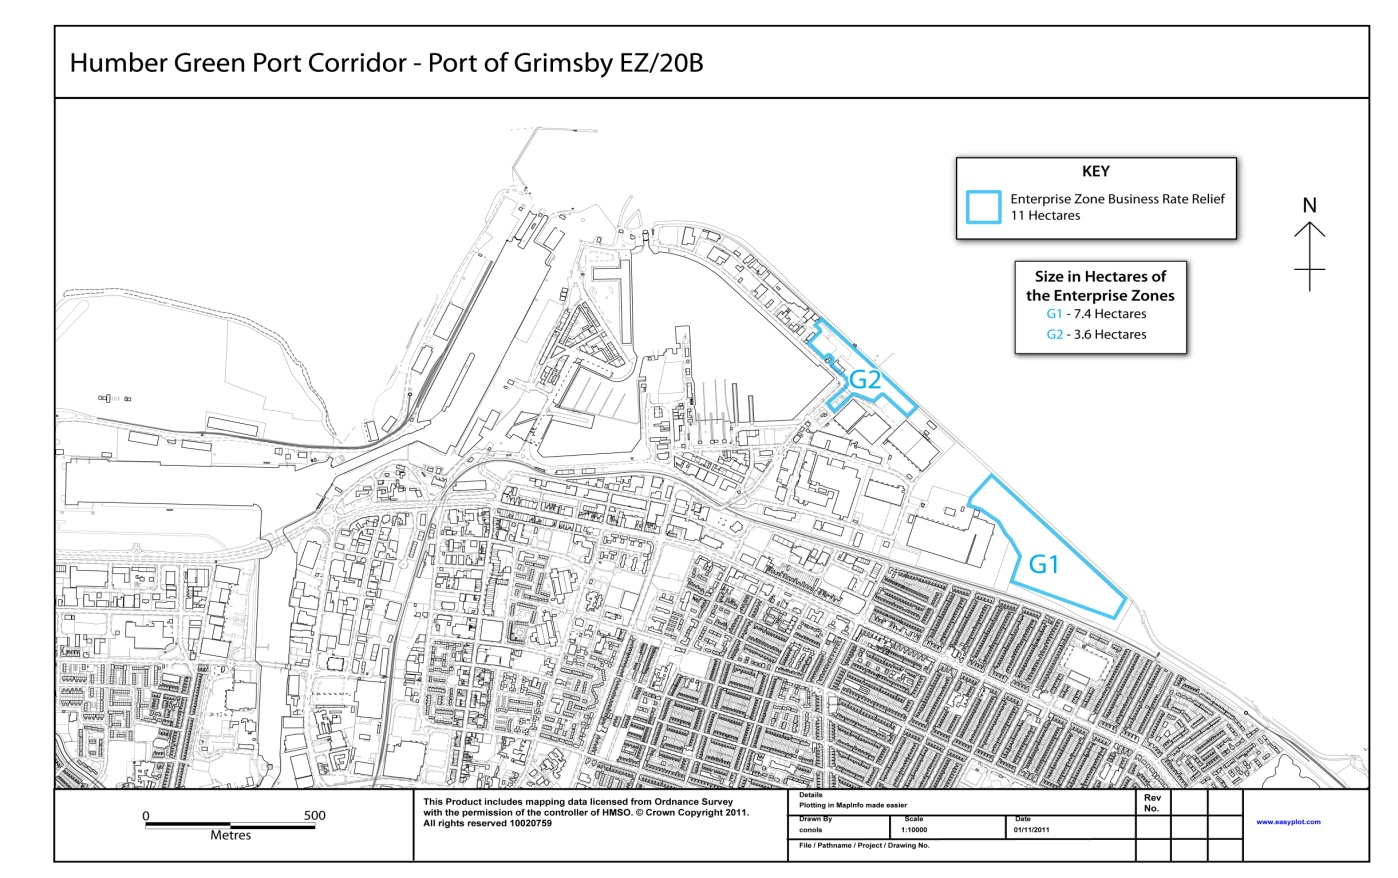 Humber Green Port Corridor - Port of Grimsby EZ/20B
KEY
Enterprise Zone Business Rate Relief
11 Hectares
N
Size in Hectares of
the Enterprise Zones
G1 - 7.4 Hectares
G2 - 3.6 Hectares
G2
G1
0 500
Metres
This Product includes mapping data licensed from Ordnance Survey
with the permission of the controller of HMSO. © Crown Copyright 2011.
All rights reserved 10020759
Details
Plotting in MapInfo made easier
Drawn By Scale Date
conols 1:10000 01/11/2011
File / Pathname / Project / Drawing No.
Rev
No.
www.easyplot.com